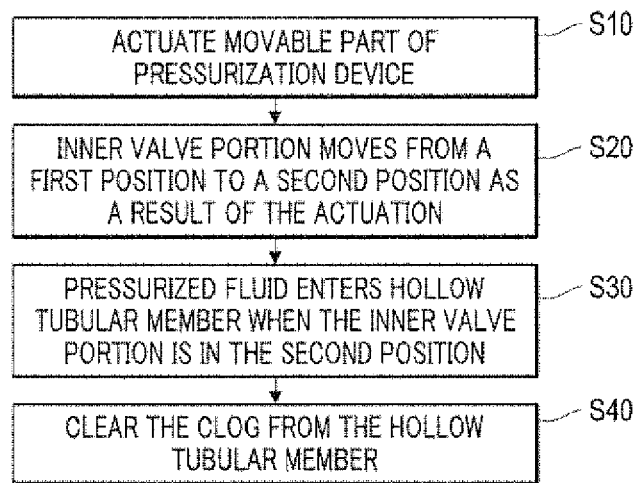 ACTUATE MOVABLE PART OF
PRESSURIZATION DEVICE
S10
INNER VALVE PORTION MOVES FROM A
FIRST POSITION TO A SECOND POSITION AS
A RESULT OF THE ACTUATION
S20
PRESSURIZED FLUID ENTERS HOLLOW
TUBULAR MEMBER WHEN THE INNER VALVE
PORTION IS IN THE SECOND POSITION
S30
CLEAR THE CLOG FROM THE HOLLOW
TUBULAR MEMBER
S40